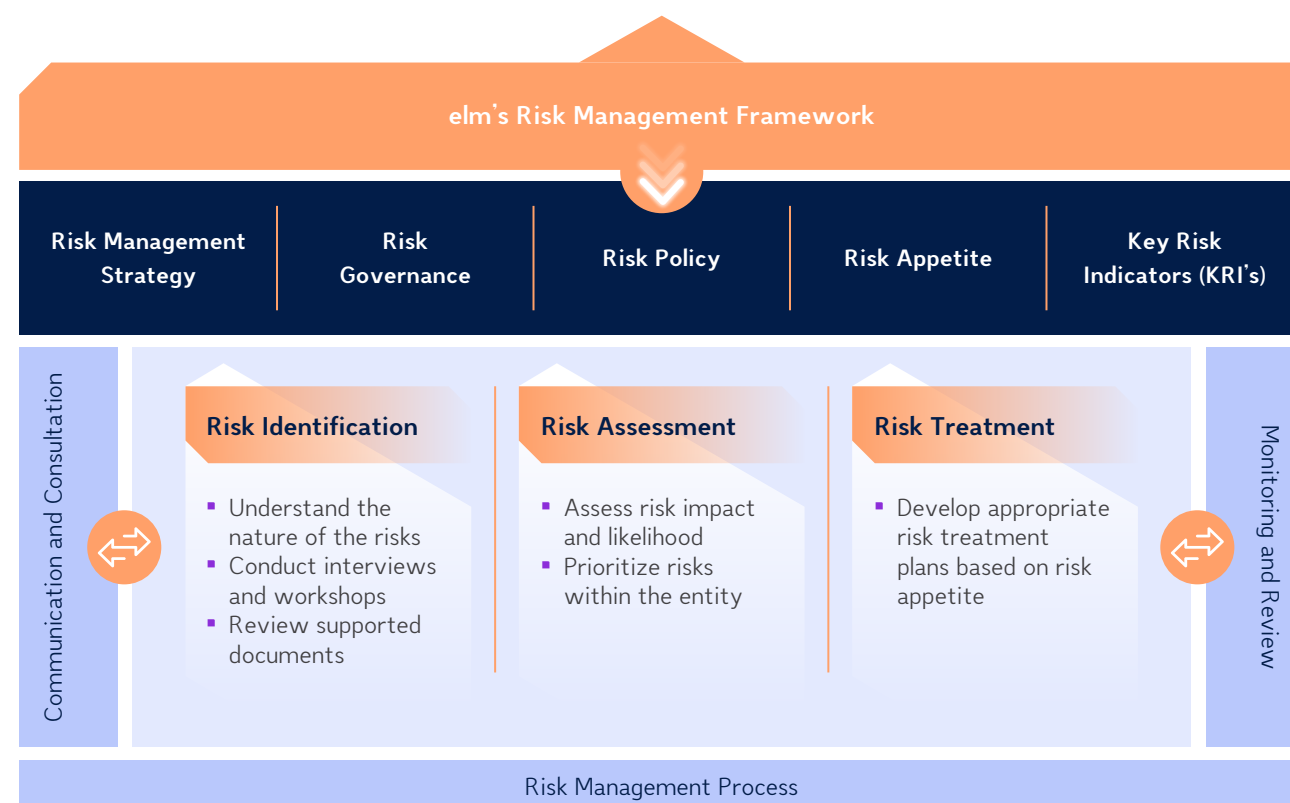 elm's Risk Management Framework
Risk Management
Strategy
Risk
Governance
Risk Policy
Risk Appetite
Key Risk
Indicators (KRI's)
Communication and Consultation
Risk Identification
▪ Understand the
nature of the risks
▪ Conduct interviews
and workshops
▪ Review supported
documents
Risk Assessment
▪ Assess risk impact
and likelihood
▪ Prioritize risks
within the entity
Risk Treatment
▪ Develop appropriate
risk treatment
plans based on risk
appetite
Monitoring and Review
Risk Management Process